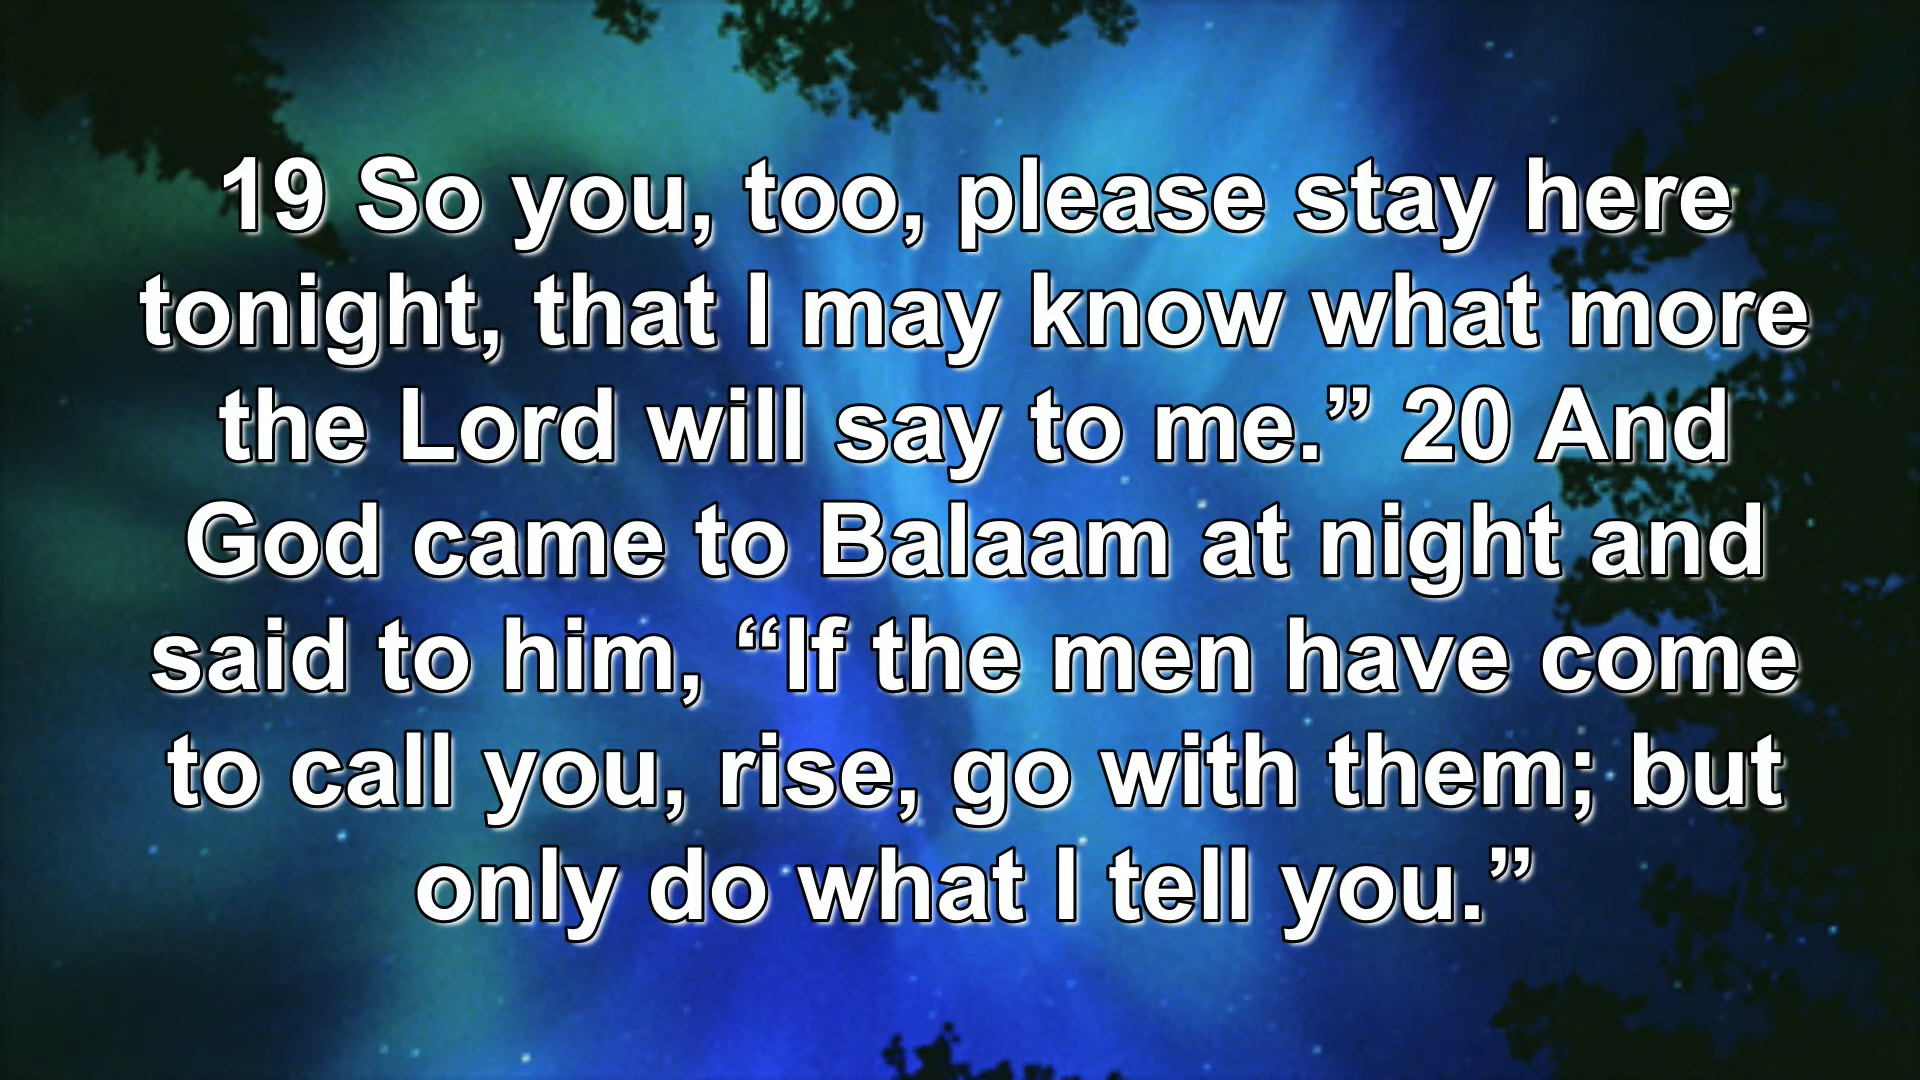 19 So you, too, please stay here
tonight, that I may know what more
the Lord will say to me.” 20 And
God came to Balaam at night and
said to him, “If the men have come
to call you, rise, go with them; but
only do what I tell you.”